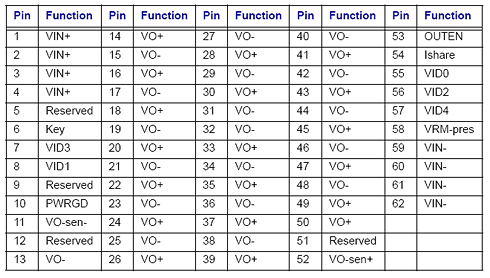 Pin Function Pin Function Pin Function Pin Function Pin Function
1 VIN+ 14 VO+ 27 VO- 40 VO- 53 OUTEN
2 VIN+ 15 VO- 28 VO+ 41 VO+ 54 Ishare
3 VIN+ 16 VO+ 29 VO- 42 VO- 55 VID0
4 VIN+ 17 VO- 30 VO+ 43 VO+ 56 VID2
5 Reserved 18 VO+ 31 VO- 44 VO- 57 VID4
6 Key 19 VO- 32 VO- 45 VO+ 58 VRM-pres
7 VID3 20 VO+ 33 VO+ 46 VO- 59 VIN-
8 VID1 21 VO- 34 VO- 47 VO+ 60 VIN-
9 Reserved 22 VO+ 35 VO+ 48 VO- 61 VIN-
10 PWRGD 23 VO- 36 VO- 49 VO+ 62 VIN-
11 VO-sen- 24 VO+ 37 VO+ 50 VO+
12 Reserved 25 VO- 38 VO- 51 Reserved
13 VO- 26 VO+ 39 VO+ 52 VO-sen+